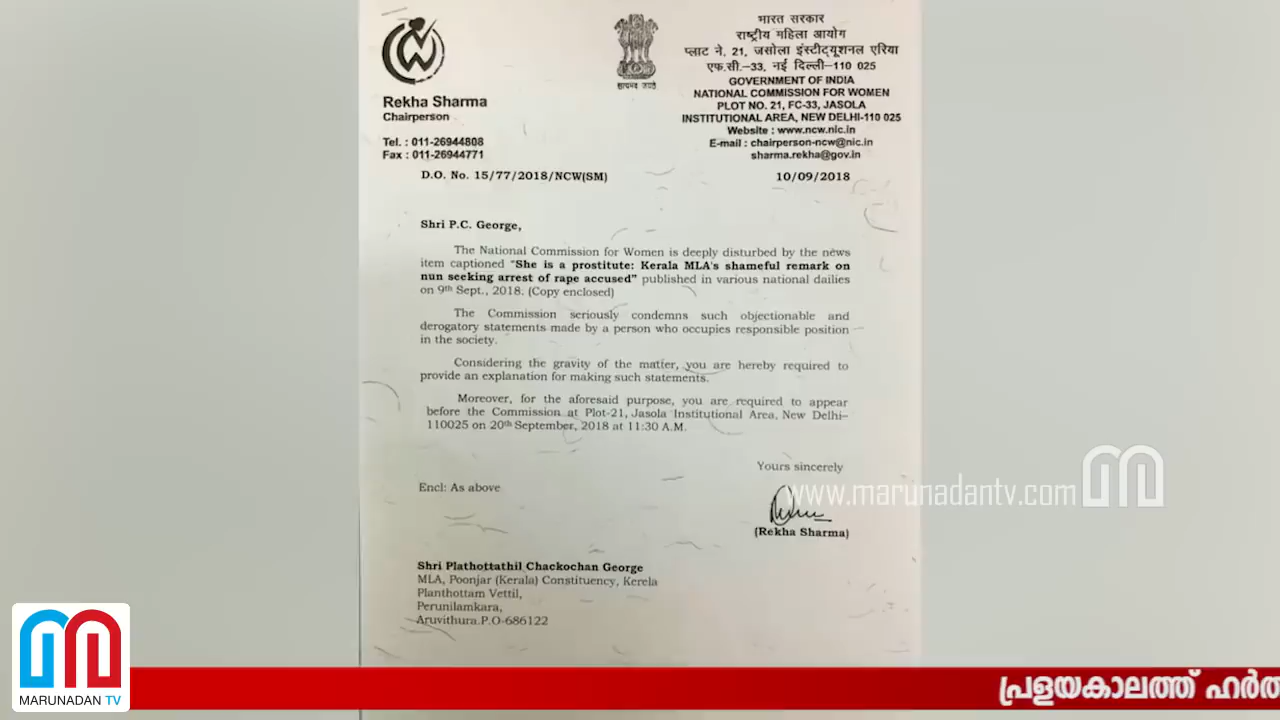 भारत सरकार
राष्ट्रीय महिला आयोग
प्लाट नं. 21, जसोला इंस्टीट्यूशनल एरिया
एफ.सी.–33, नई दिल्ली–110 025
GOVERNMENT OF INDIA
NATIONAL COMMISSION FOR WOMEN
PLOT NO. 21, FC-33, JASOLA
INSTITUTIONAL AREA, NEW DELHI-110 025
Website : www.ncw.nic.in
E-mail : chairperson-ncw@nic.in
sharma.rekha@gov.in
सत्यमेव जयते
Rekha Sharma
Chairperson
Tel. : 011-26944808
Fax : 011-26944771
D.O. No. 15/77/2018/NCW(SM)
10/09/2018
Shri P.C. George,
The National Commission for Women is deeply disturbed by the news
item captioned "She is a prostitute: Kerala MLA's shameful remark on
nun seeking arrest of rape accused" published in various national dailies
on 9th Sept., 2018. (Copy enclosed)
The Commission seriously condemns such objectionable and
derogatory statements made by a person who occupies responsible position
in the society.
Considering the gravity of the matter, you are hereby required to
provide an explanation for making such statements.
Moreover, for the aforesaid purpose, you are required to appear
before the Commission at Plot-21, Jasola Institutional Area, New Delhi–
110025 on 20th September, 2018 at 11:30 A.M.
Yours sincerely
Encl: As above
www.marunadantv.com
(Rekha Sharma)
Shri Plathottathil Chackochan George
MLA, Poonjar (Kerala) Constituency, Kerela
Planthottam Vettil,
Perunilamkara,
Aruvithura.P.O-686122
MARUNADAN TV
പ്രളയകാലത്ത് ഹർത